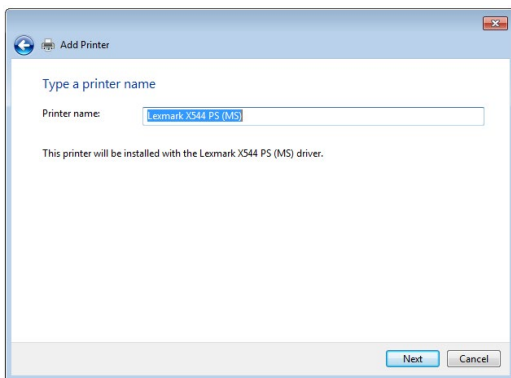 Add Printer
Type a printer name
Printer name: Lexmark X544 PS (MS)
This printer will be installed with the Lexmark X544 PS (MS) driver.
Next Cancel